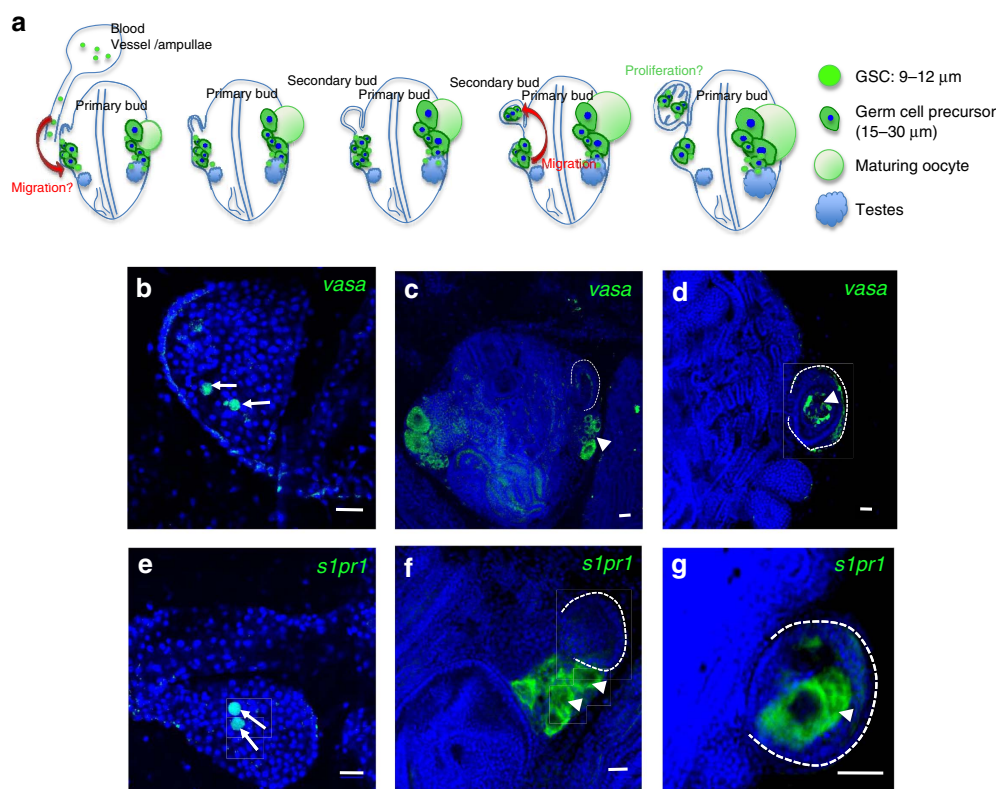 a
Blood
Vessel /ampullae
Primary bud
Migration?
Primary bud
Secondary bud
Primary bud
Secondary bud
Primary bud
Migration
Proliferation?
Primary bud
GSC: 9–12 μm
Germ cell precursor
(15–30 μm)
Maturing oocyte
Testes
b
vasa
c
vasa
d
vasa
e
s1pr1
f
s1pr1
g
s1pr1